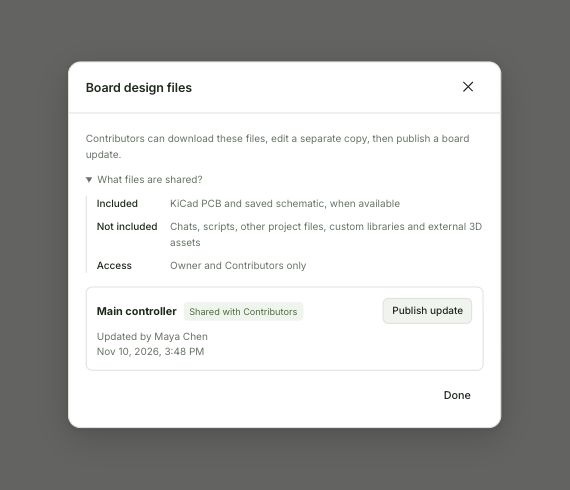 Board design files
Contributors can download these files, edit a separate copy, then publish a board
update.
What files are shared?
Included KiCad PCB and saved schematic, when available
Not included Chats, scripts, other project files, custom libraries and external 3D
assets
Access Owner and Contributors only
Main controller Shared with Contributors Publish update
Updated by Maya Chen
Nov 10, 2026, 3:48 PM
Done